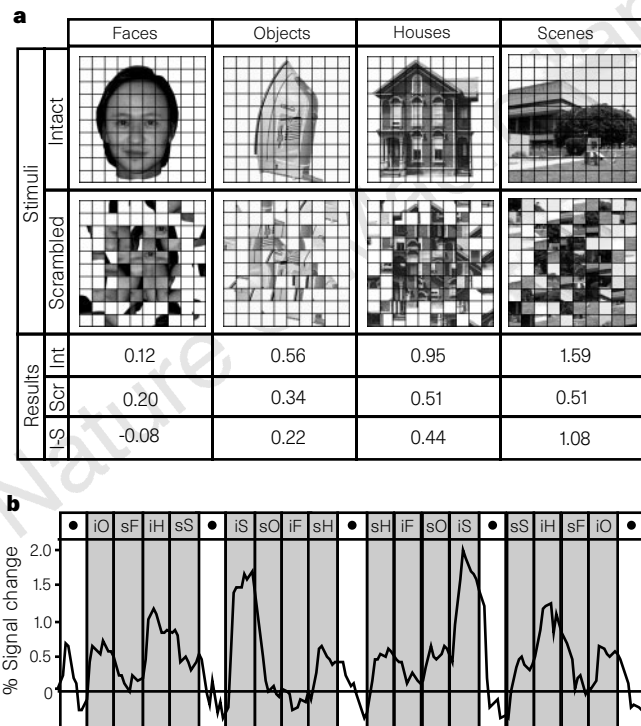 a
Faces Objects Houses Scenes
Stimuli
Intact
Scrambled
Results
Int 0.12 0.56 0.95 1.59
Scr 0.20 0.34 0.51 0.51
I-S -0.08 0.22 0.44 1.08
Nature
b
• iO sF iH sS • iS sO iF sH • sH iF sO iS • sS iH sF iO •
% Signal change
2.0
1.5
1.0
0.5
0